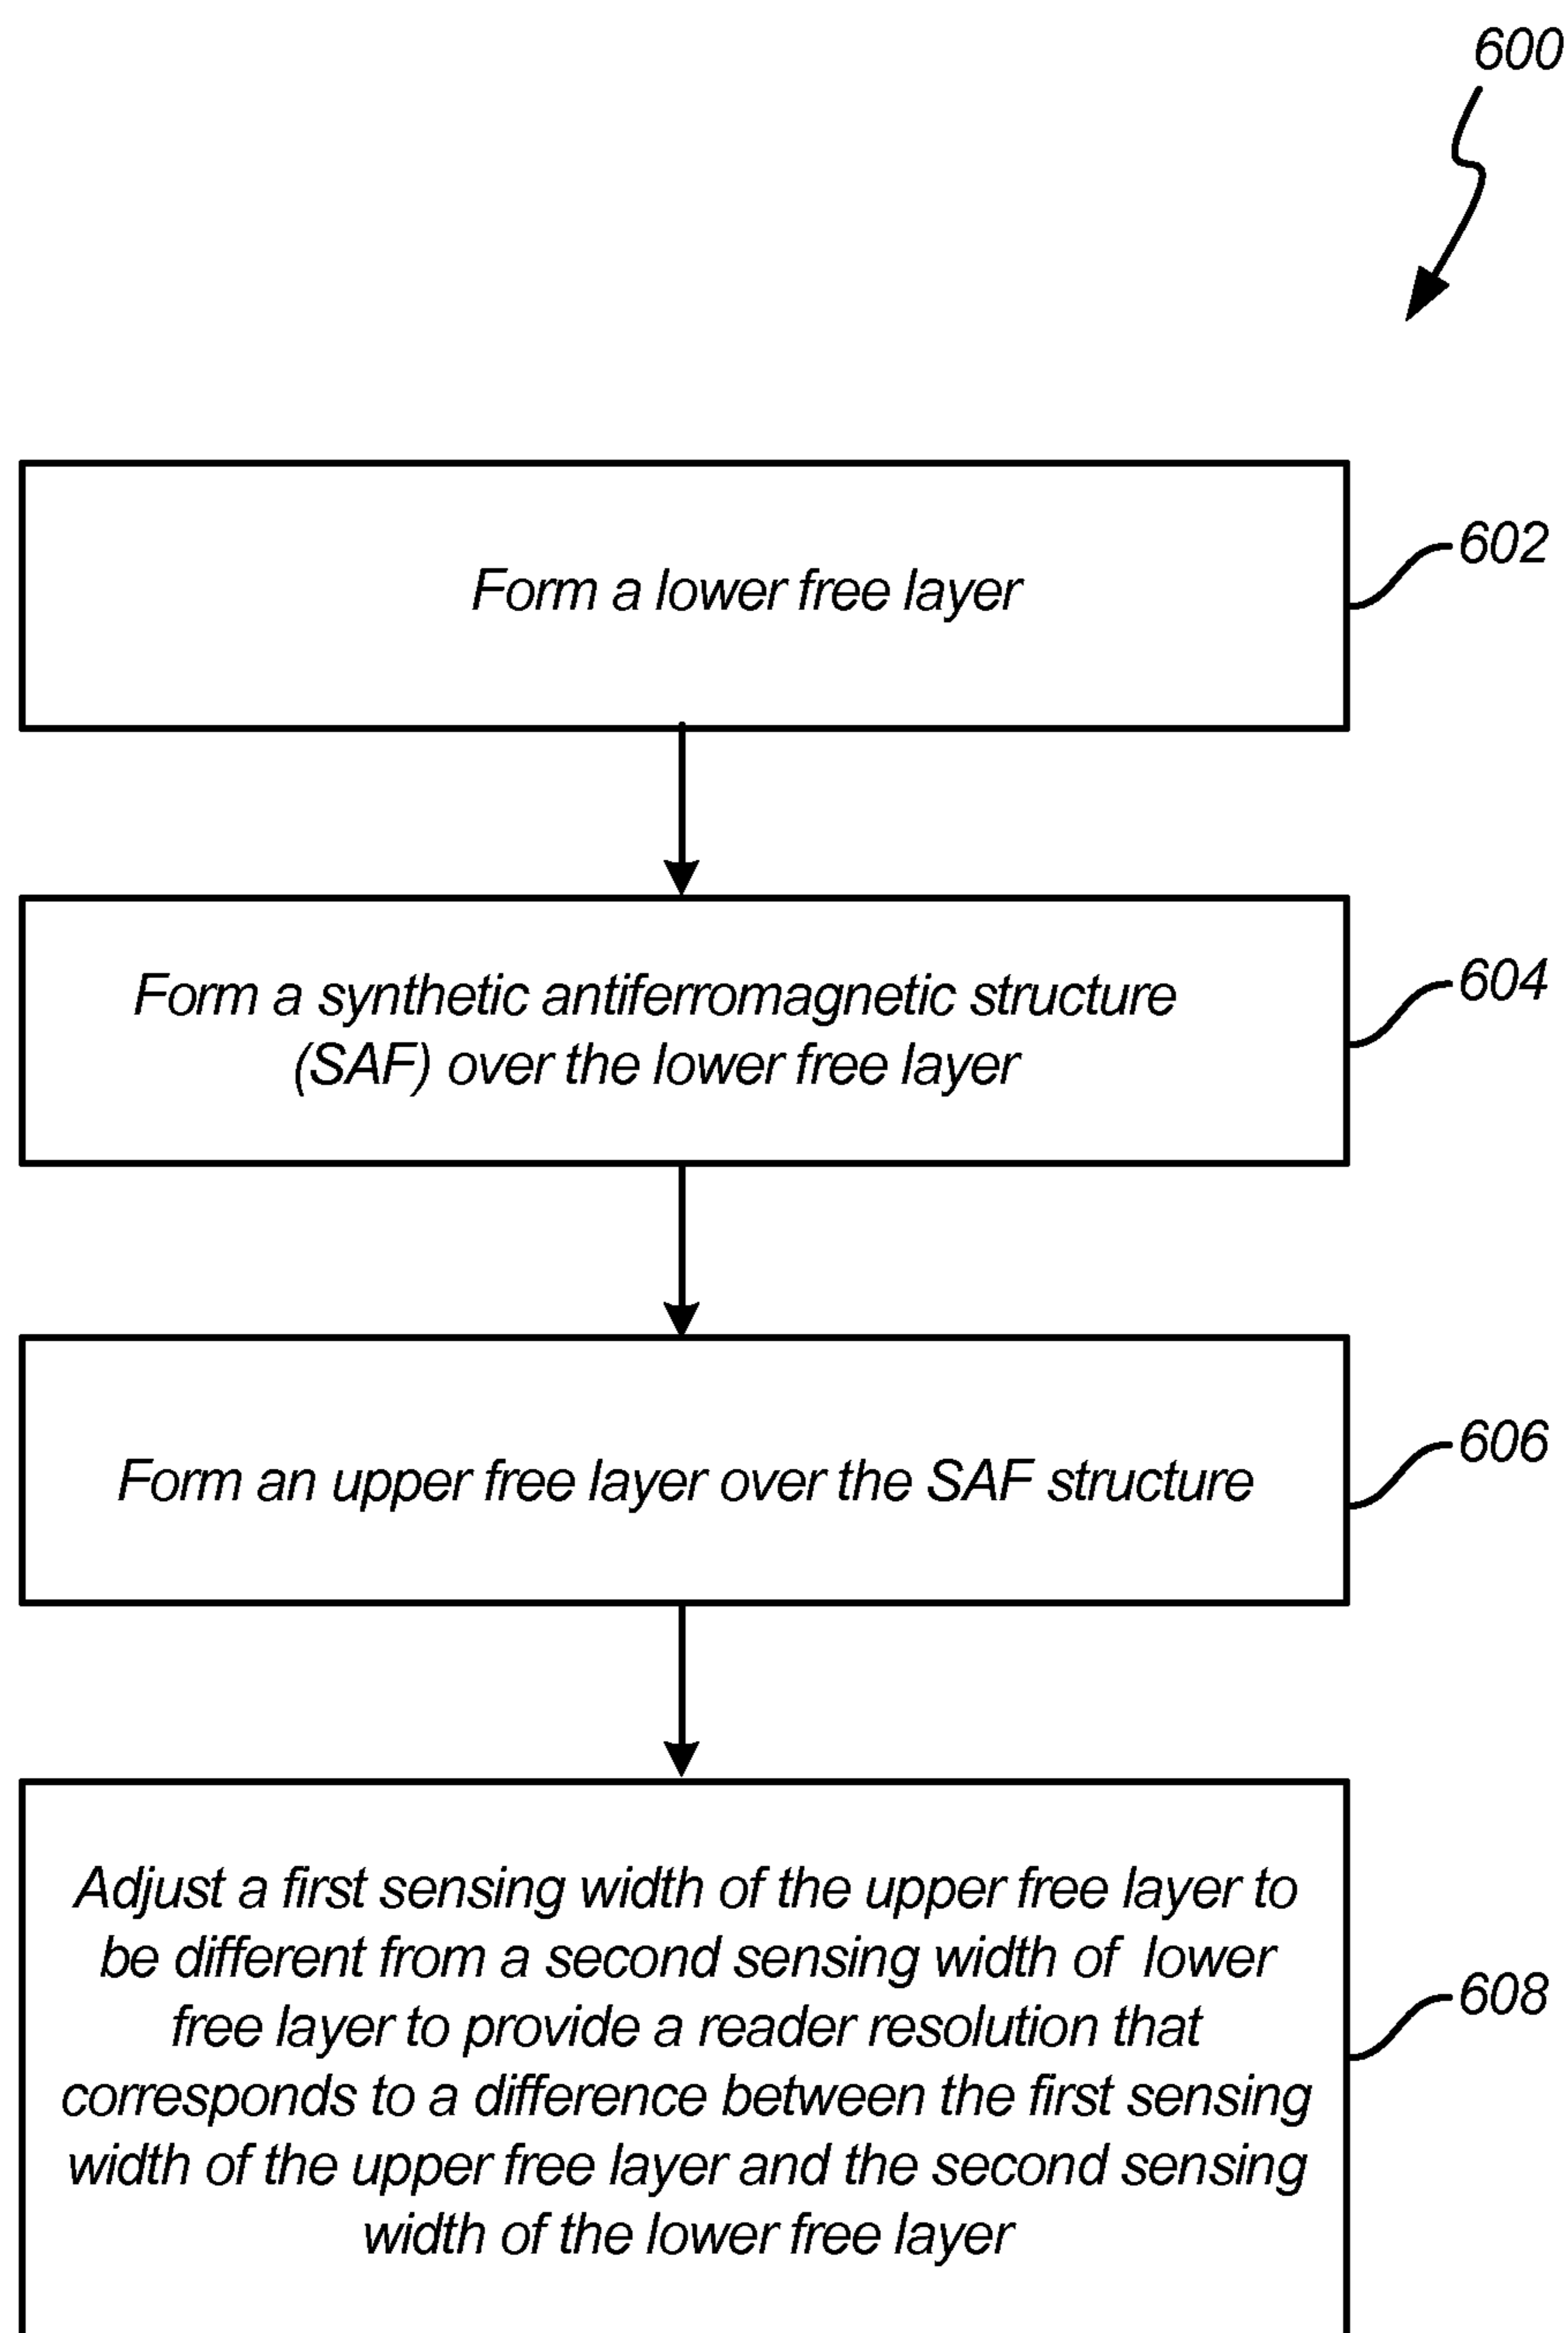 600
Form a lower free layer
602
Form a synthetic antiferromagnetic structure
(SAF) over the lower free layer
604
Form an upper free layer over the SAF structure
606
Adjust a first sensing width of the upper free layer to
be different from a second sensing width of lower
free layer to provide a reader resolution that
corresponds to a difference between the first sensing
width of the upper free layer and the second sensing
width of the lower free layer
608